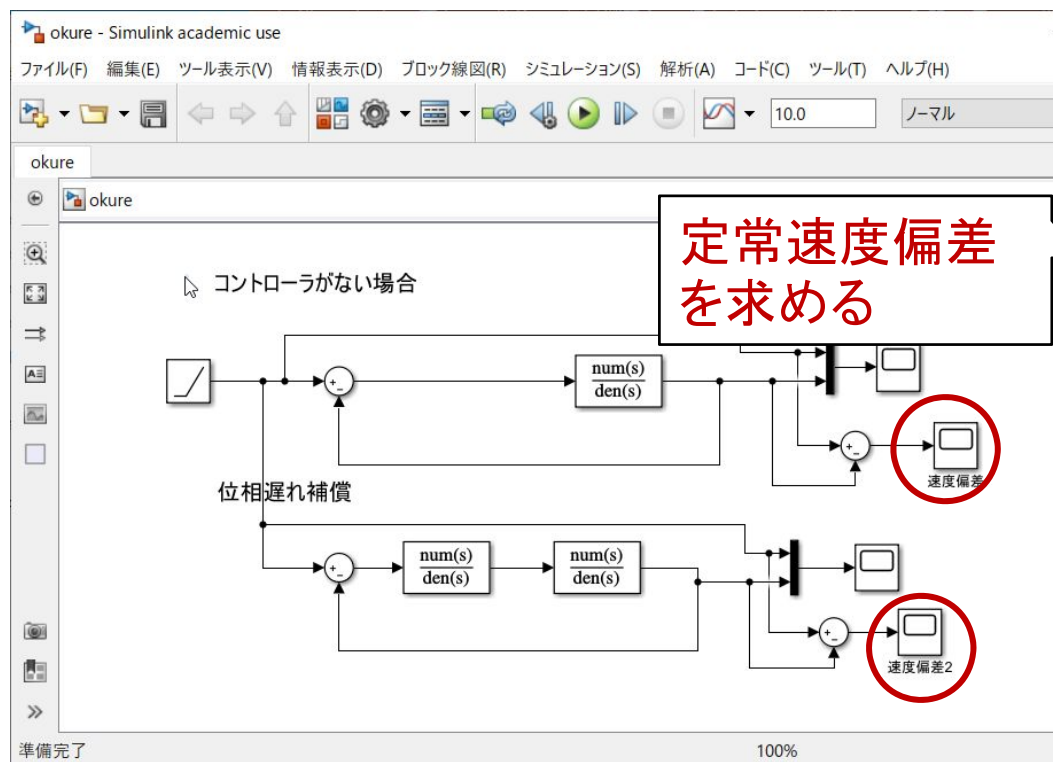 okure - Simulink academic use
ファイル(F) 編集(E) ツール表示(V) 情報表示(D) ブロック線図(R) シミュレーション(S) 解析(A) コード(C) ツール(T) ヘルプ(H)
10.0 ノーマル
okure
okure
定常速度偏差
を求める
コントローラがない場合
num(s)
den(s)
速度偏差
位相遅れ補償
num(s)
den(s)
num(s)
den(s)
速度偏差2
準備完了 100%